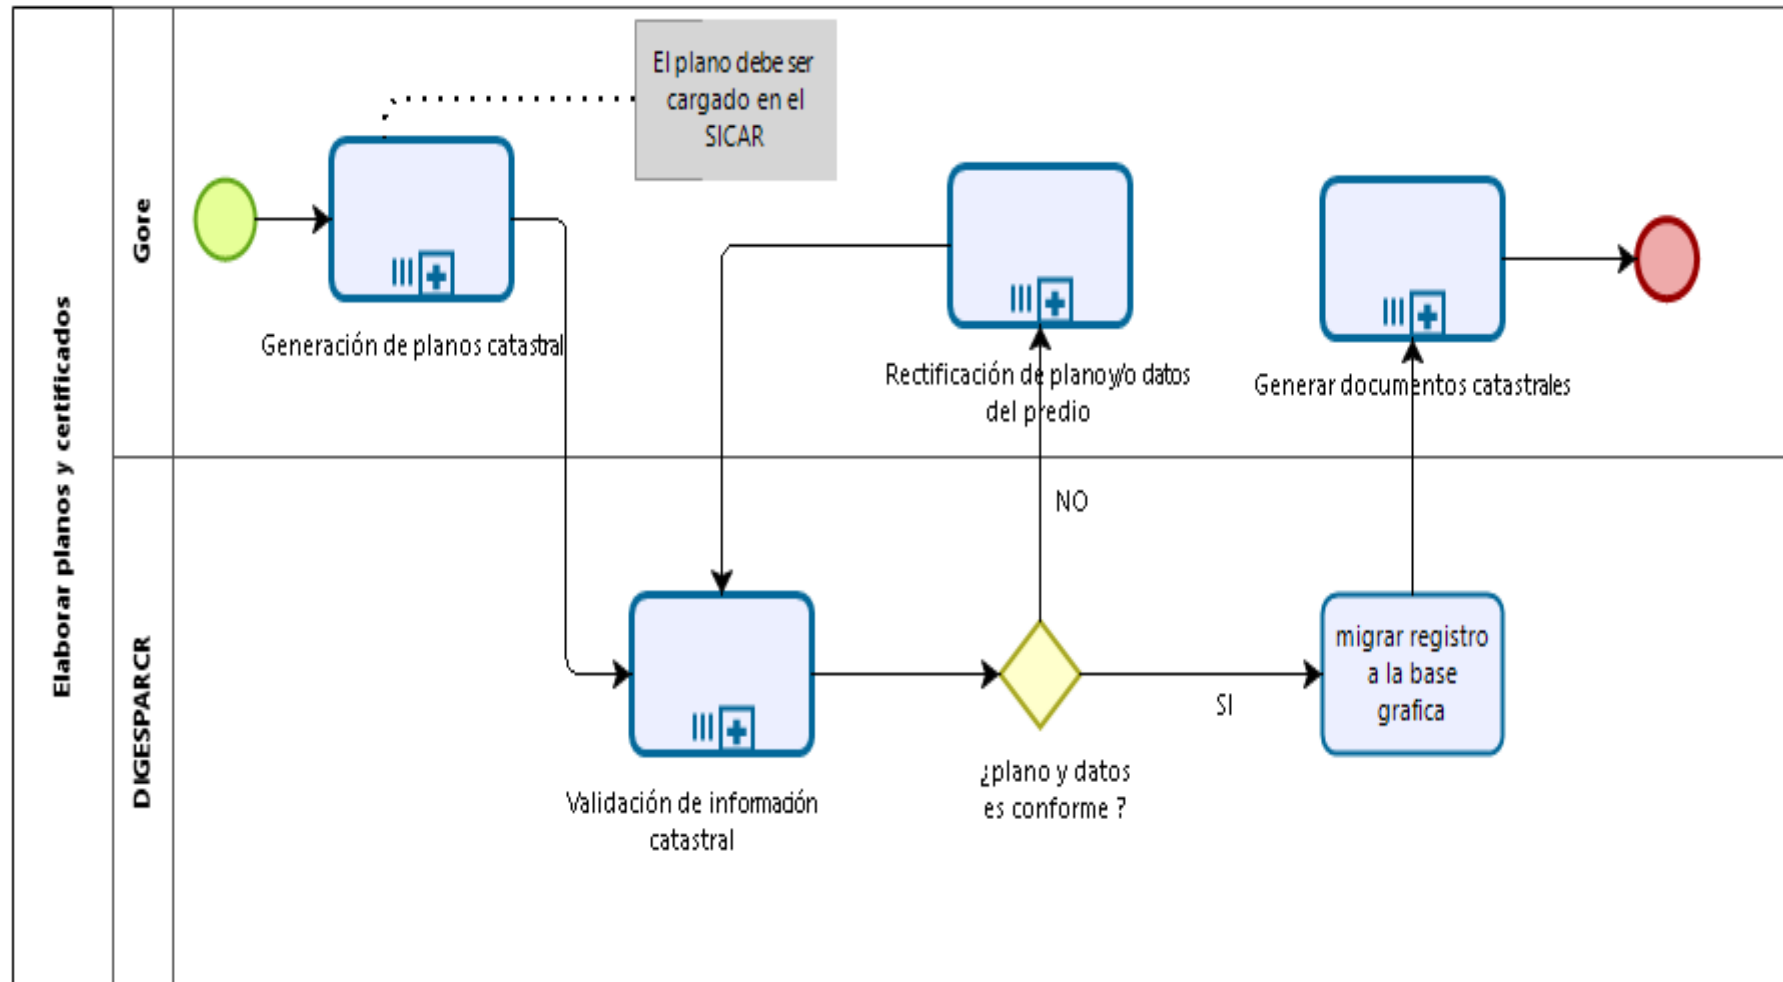 Elaborar planos y certificados
Gore
El plano debe ser
cargado en el
SICAR
Generación de planos catastral
Rectificación de plano y/o datos
del predio
Generar documentos catastrales
DIGESPARCR
NO
SI
migrar registro
a la base
grafica
Validación de información
catastral
¿plano y datos
es conforme ?